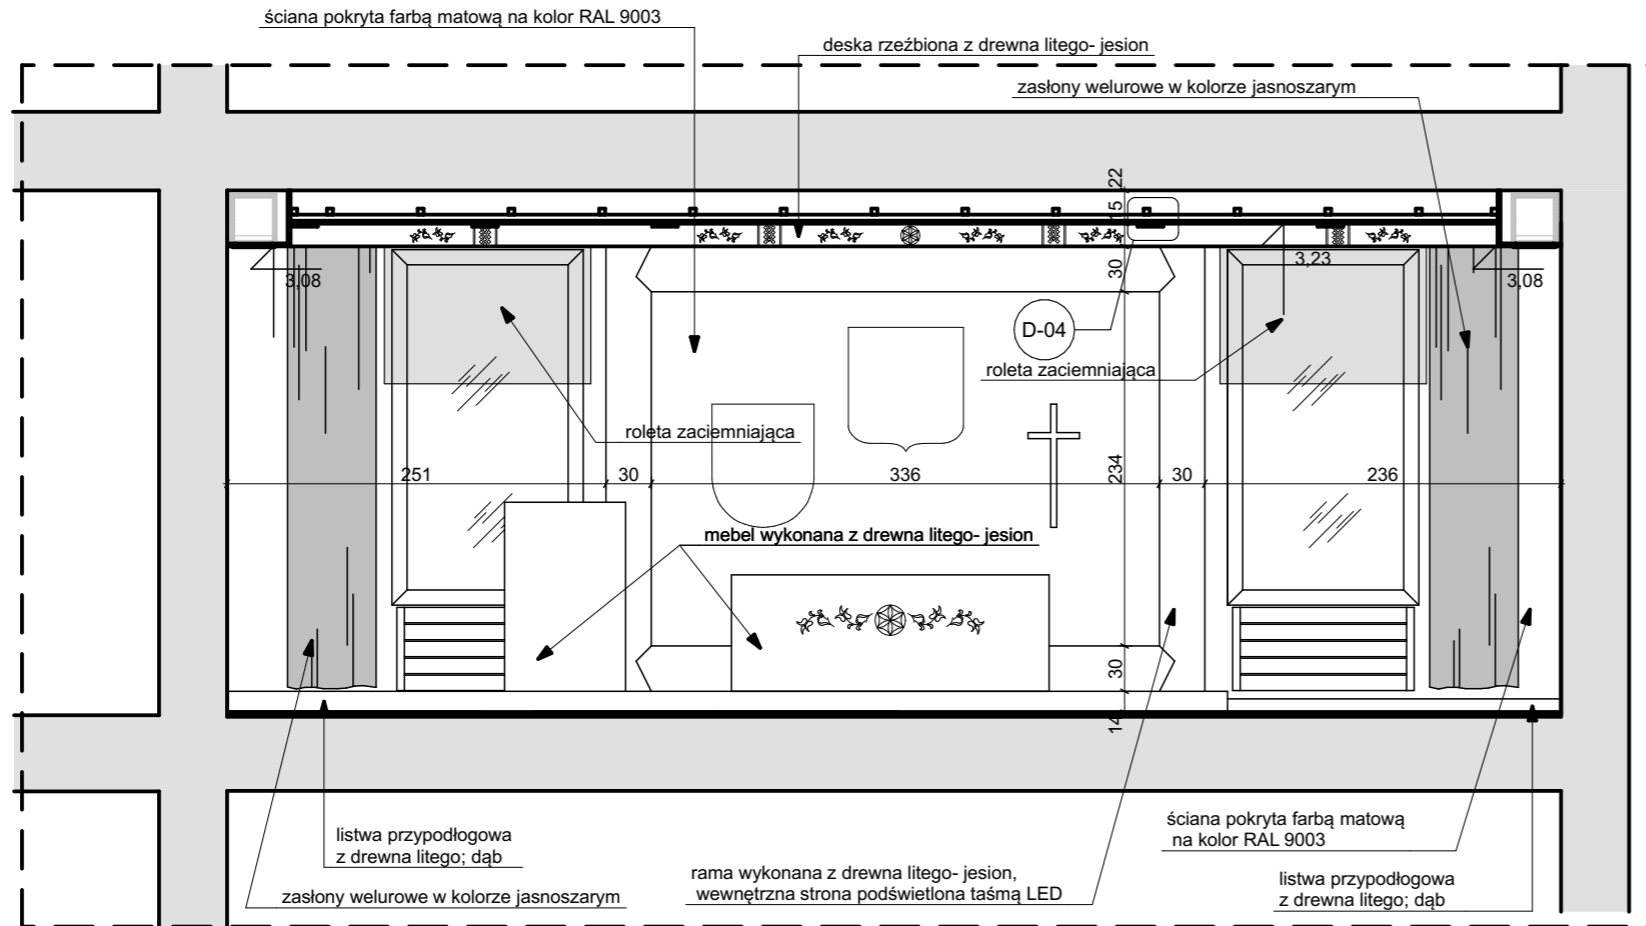 ściana pokryta farbą matową na kolor RAL 9003
deska rzeźbiona z drewna litego- jesion
zasłony welurowe w kolorze jasnoszarym
22
15
30
3,08
3,23
3,08
D-04
roleta zaciemniająca
roleta zaciemniająca
251
30
336
234
30
236
mebel wykonana z drewna litego- jesion
30
14
listwa przypodłogowa
z drewna litego; dąb
zasłony welurowe w kolorze jasnoszarym
rama wykonana z drewna litego- jesion,
wewnętrzna strona podświetlona taśmą LED
ściana pokryta farbą matową
na kolor RAL 9003
listwa przypodłogowa
z drewna litego; dąb